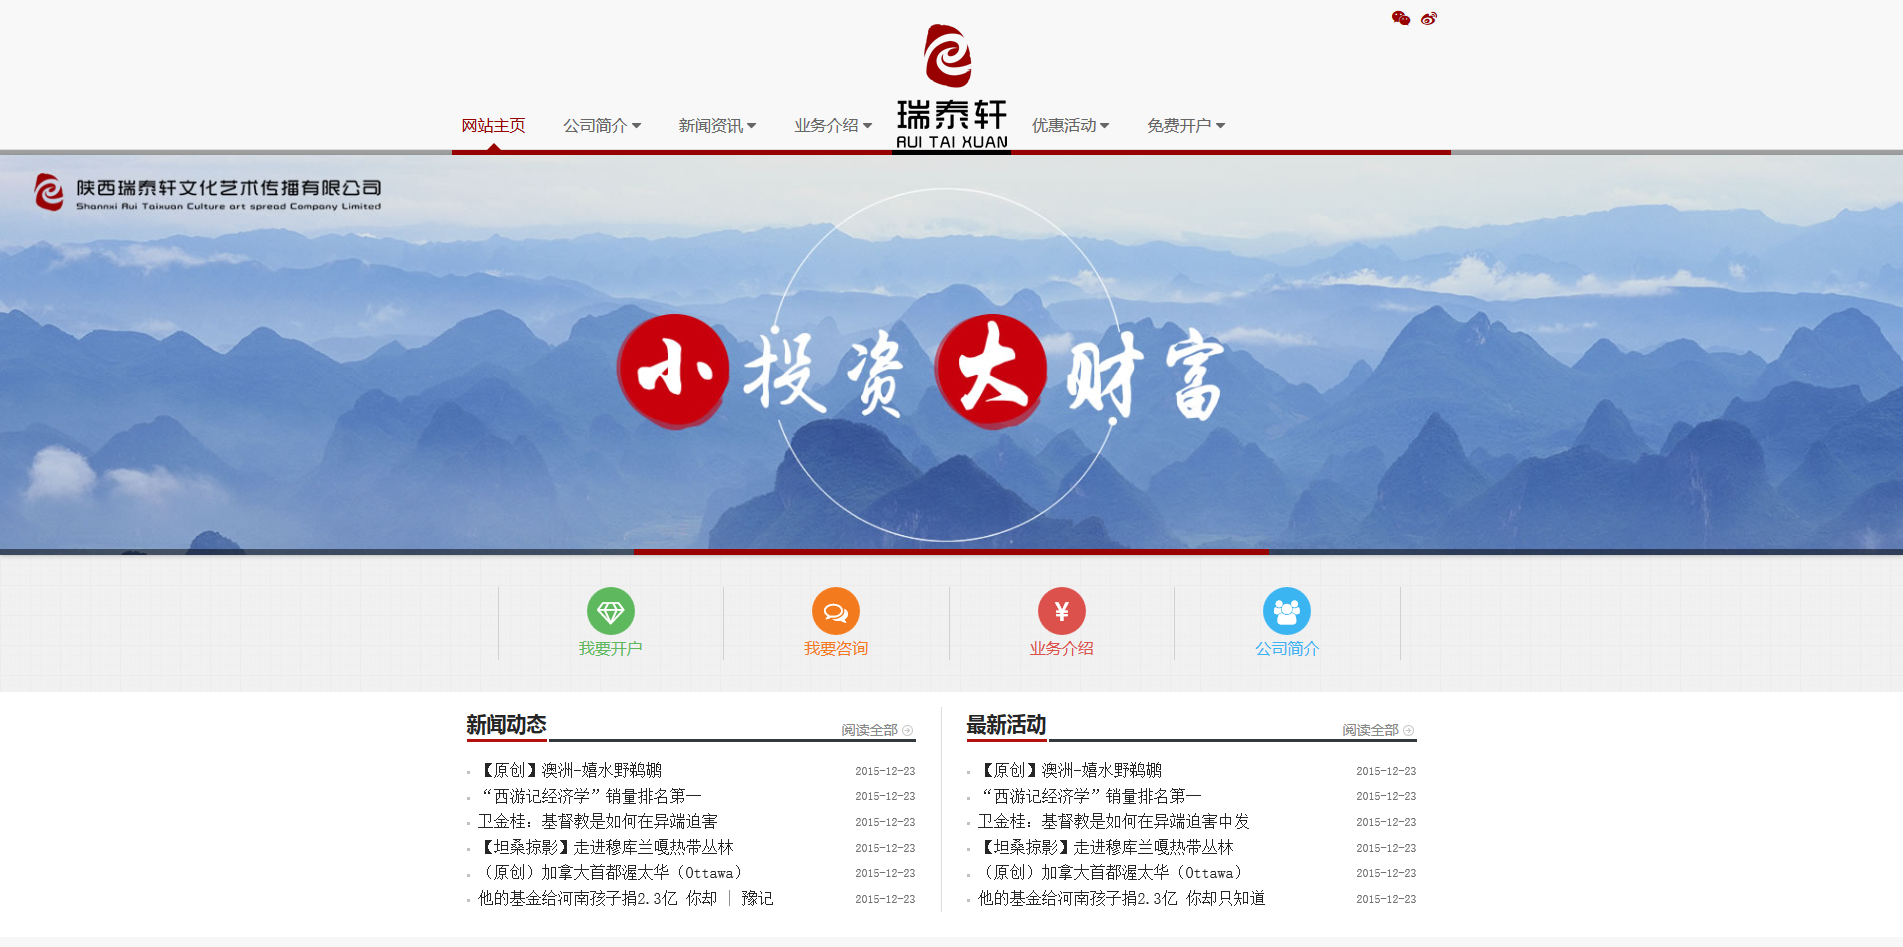 瑞泰轩
RUI TAI XUAN
网站主页 公司简介 新闻资讯 业务介绍 优惠活动 免费开户
陕西瑞泰轩文化艺术传播有限公司
Shannxi Rui Taixuan Culture art spread Company Limited
小投资大财富
我要开户 我要咨询 业务介绍 公司简介
新闻动态 阅读全部
【原创】澳洲-嬉水野鹈鹕 2015-12-23
“西游记经济学”销量排名第一 2015-12-23
卫金桂：基督教是如何在异端迫害 2015-12-23
【坦桑掠影】走进穆库兰嘎热带丛林 2015-12-23
（原创）加拿大首都渥太华（Ottawa） 2015-12-23
他的基金给河南孩子捐2.3亿 你却 | 豫记 2015-12-23
最新活动 阅读全部
【原创】澳洲-嬉水野鹈鹕 2015-12-23
“西游记经济学”销量排名第一 2015-12-23
卫金桂：基督教是如何在异端迫害中发 2015-12-23
【坦桑掠影】走进穆库兰嘎热带丛林 2015-12-23
（原创）加拿大首都渥太华（Ottawa） 2015-12-23
他的基金给河南孩子捐2.3亿 你却只知道 2015-12-23